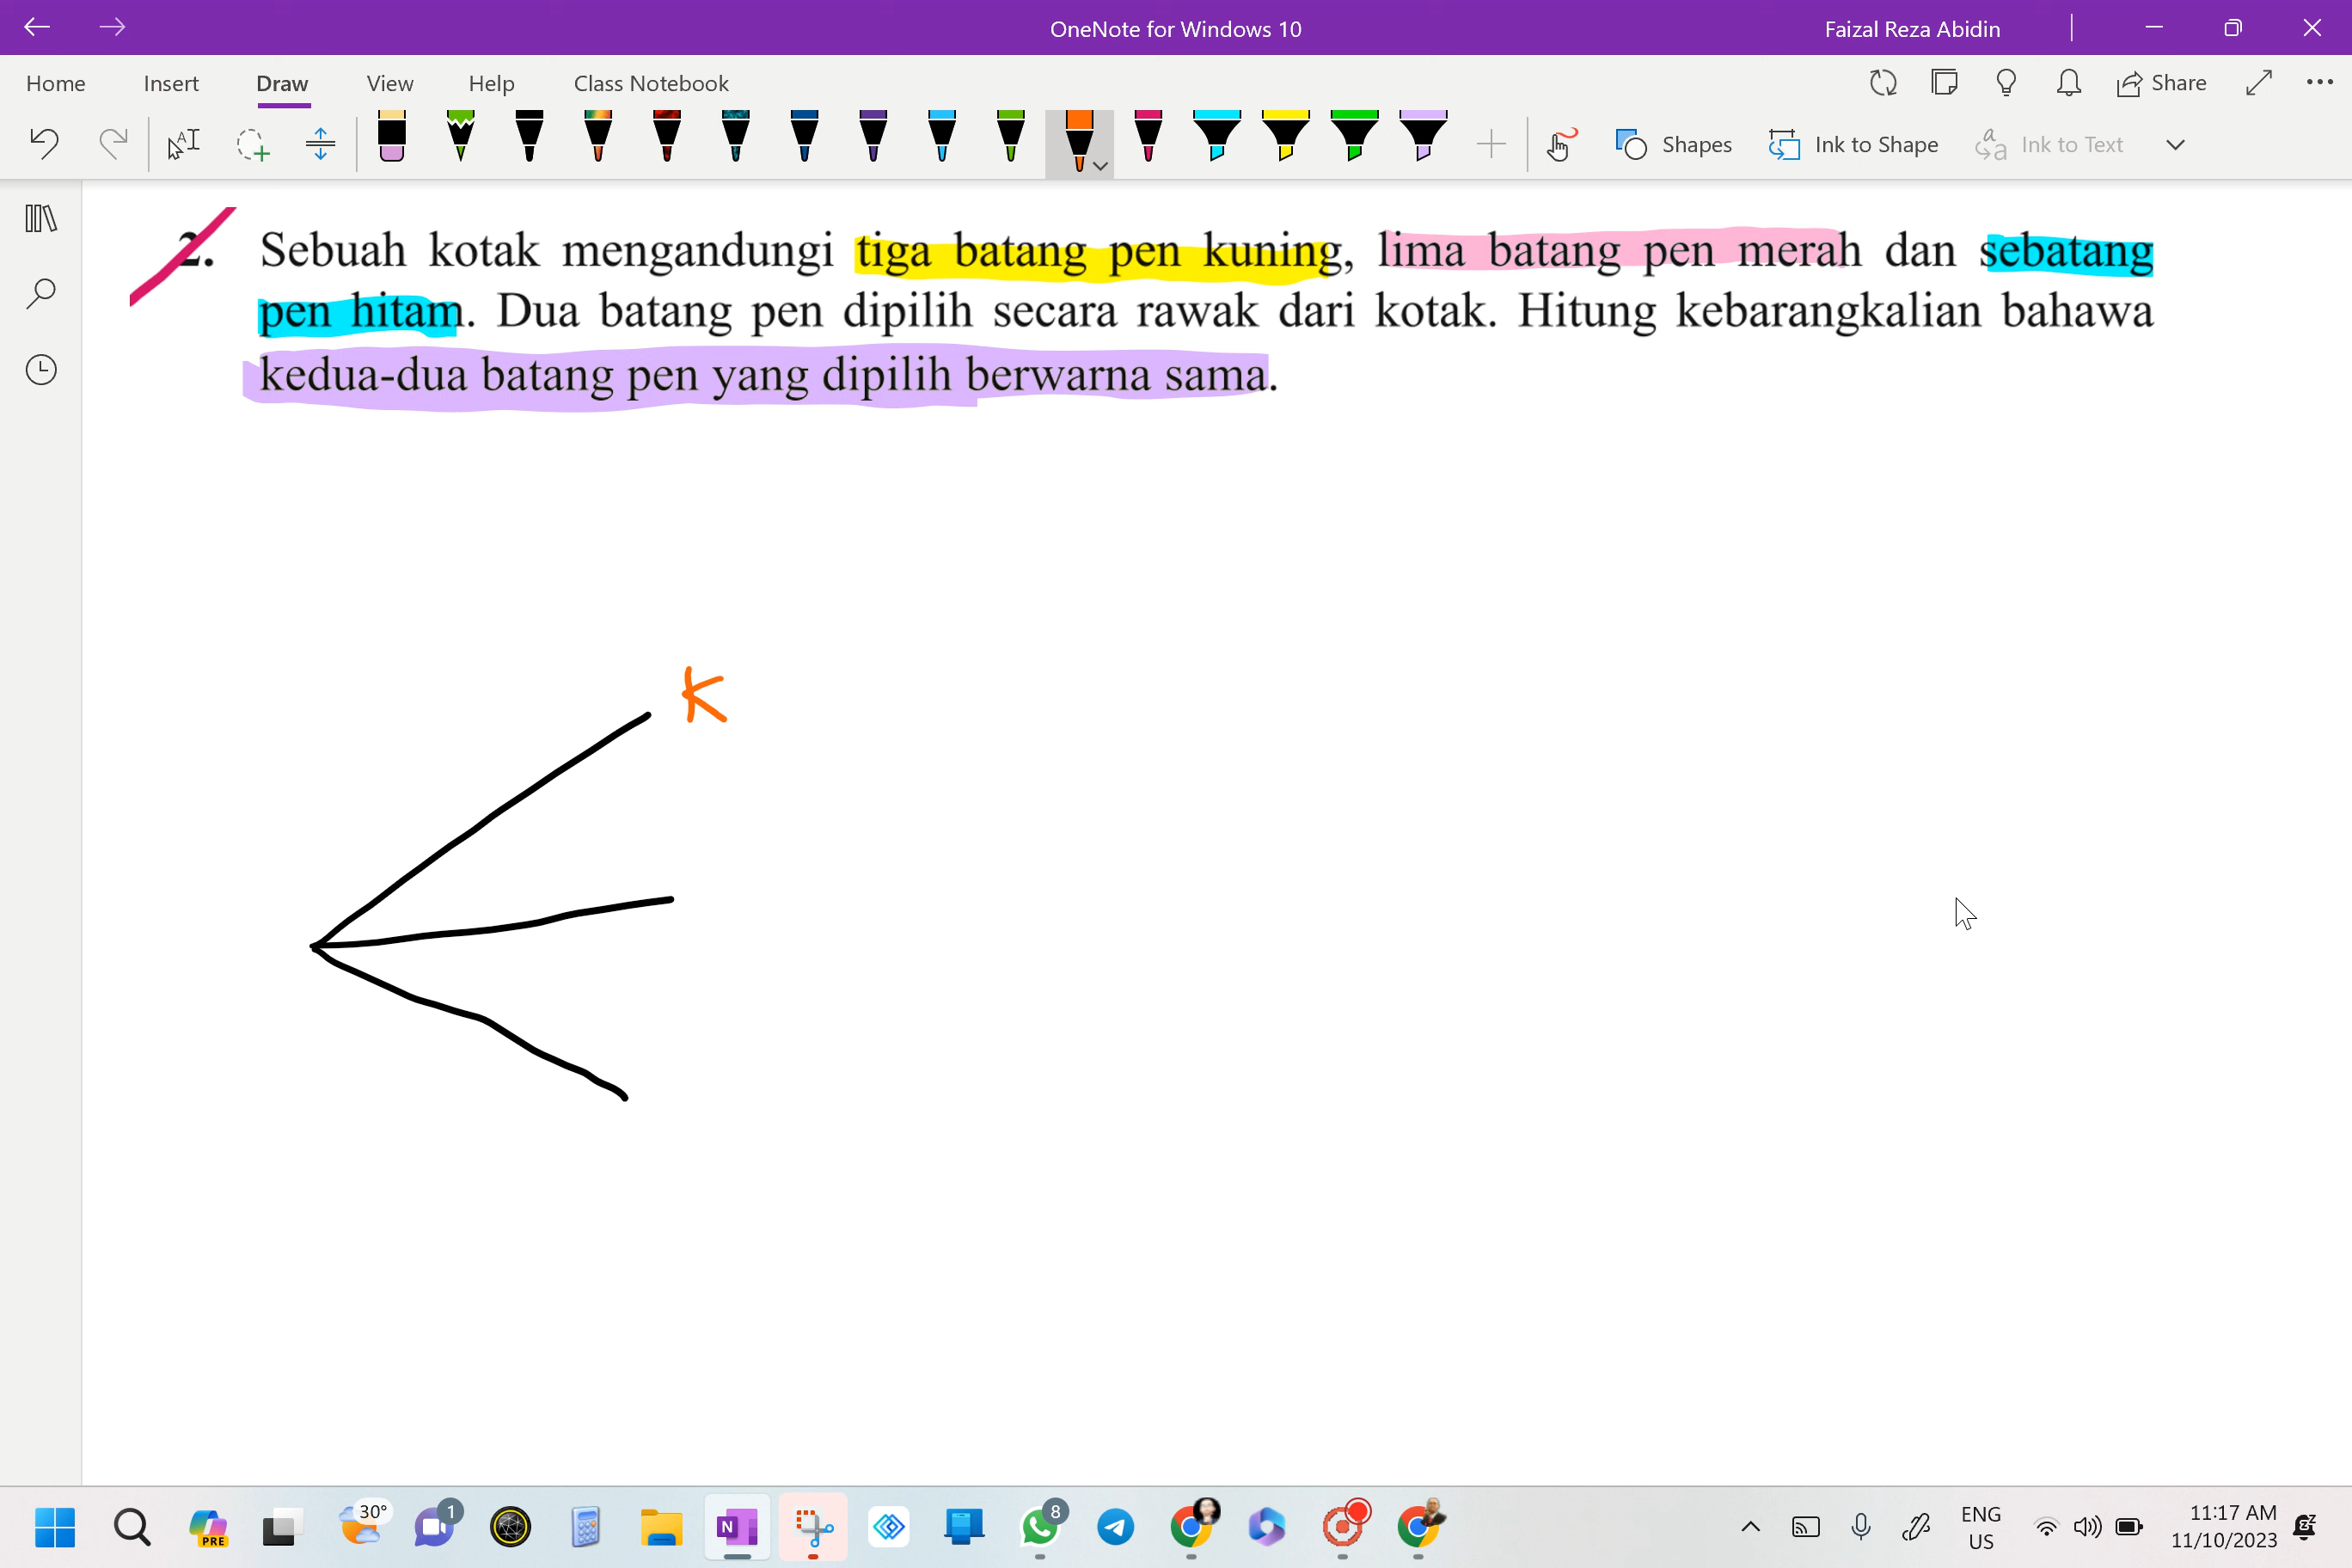 OneNote for Windows 10
Faizal Reza Abidin
Home Insert Draw View Help Class Notebook
Share
Shapes Ink to Shape Ink to Text
2. Sebuah kotak mengandungi tiga batang pen kuning, lima batang pen merah dan sebatang
pen hitam. Dua batang pen dipilih secara rawak dari kotak. Hitung kebarangkalian bahawa
kedua-dua batang pen yang dipilih berwarna sama.
K
PRE
30°
1
N
8
ENG
US
11:17 AM
11/10/2023